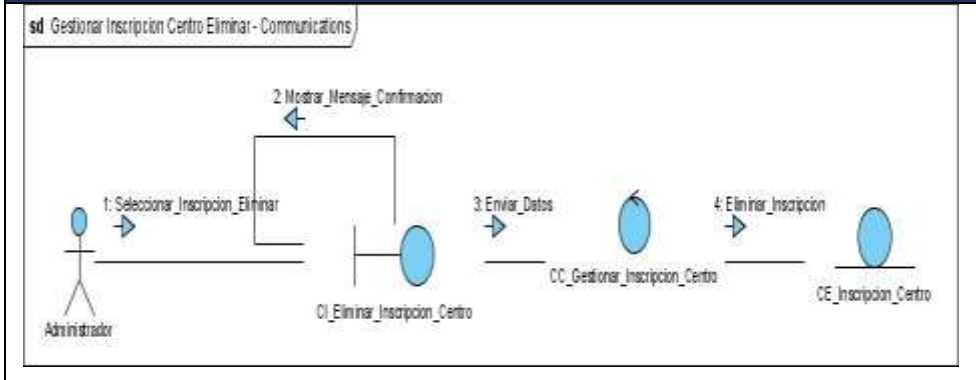 sd Gestionar Inscripcion Centro Eliminar - Communications
2 Mostrar_Mensaje_Confirmacion
1: Seleccionar_Inscripcion_Eliminar
3: Enviar_Datos
4: Eliminar_Inscripcion
CC_Gestionar_Inscripcion_Centro
CE_Inscripcion_Centro
CI_Eliminar_Inscripcion_Centro
Administrador